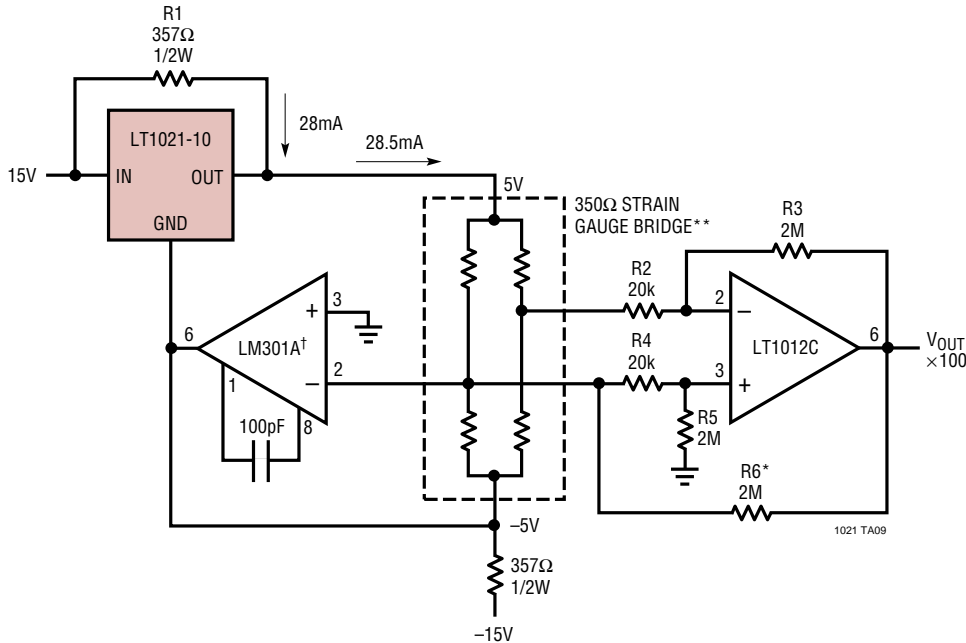 R1
357Ω
1/2W
LT1021-10
28mA
28.5mA
15V
IN
OUT
GND
5V
350Ω STRAIN
GAUGE BRIDGE**
R3
2M
R2
20k
2
–
LT1012C
6
VOUT
×100
R4
20k
3
+
R5
2M
R6*
2M
6
3
+
LM301A†
2
–
1
8
100pF
–5V
357Ω
1/2W
–15V
1021 TA09